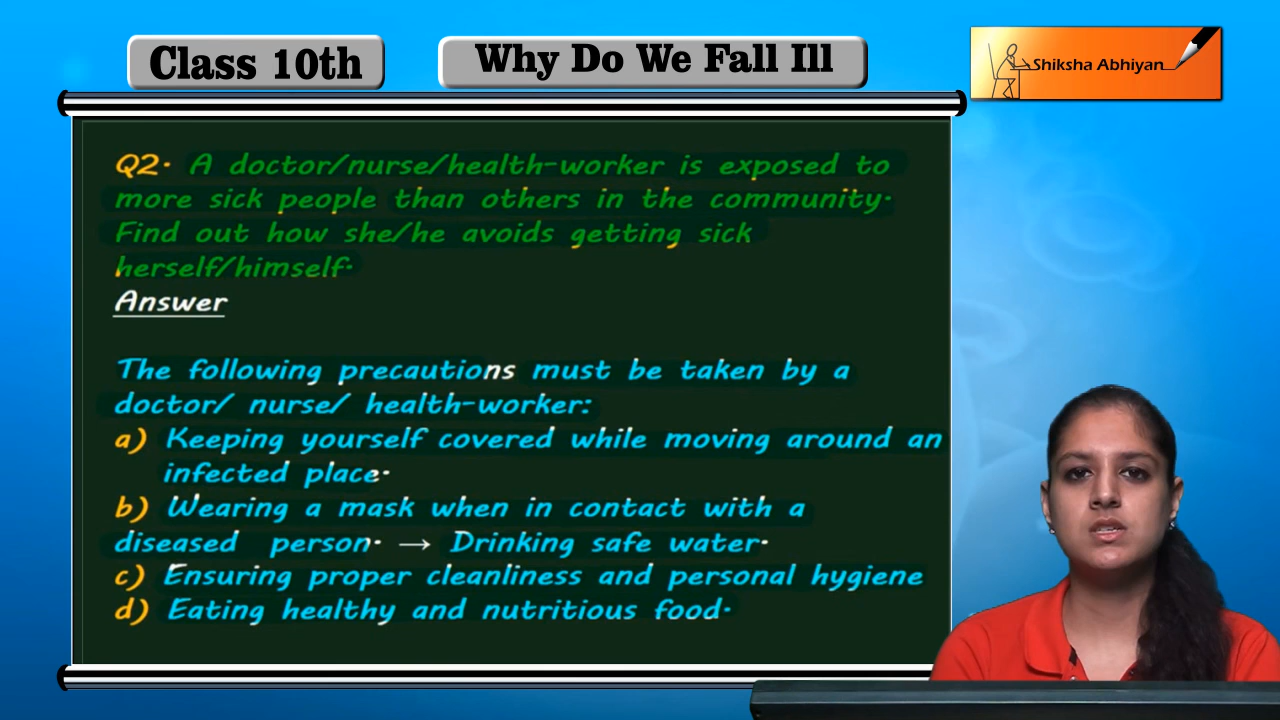 Class 10th
Why Do We Fall Ill
Shiksha Abhiyan
Q2. A doctor/nurse/health-worker is exposed to
more sick people than others in the community.
Find out how she/he avoids getting sick
herself/himself.
Answer
The following precautions must be taken by a
doctor/ nurse/ health-worker:
a) Keeping yourself covered while moving around an
infected place.
b) Wearing a mask when in contact with a
diseased person. → Drinking safe water.
c) Ensuring proper cleanliness and personal hygiene
d) Eating healthy and nutritious food.